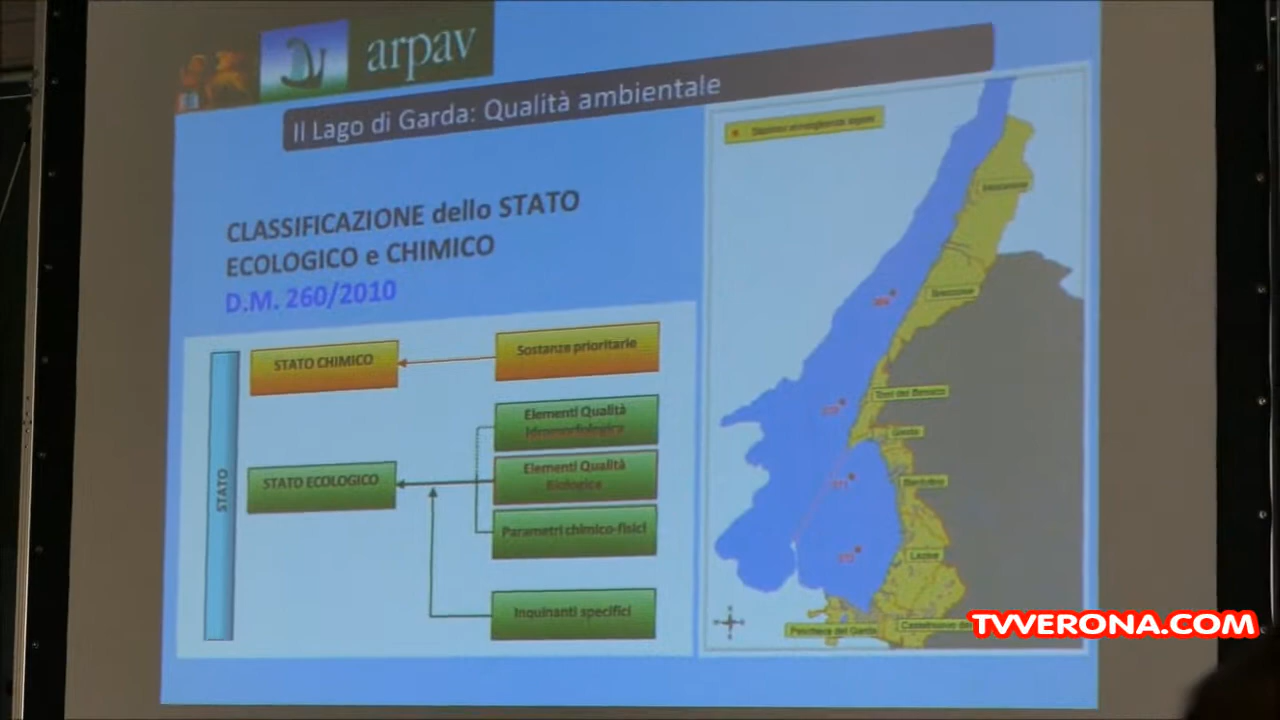 arpav
Il Lago di Garda: Qualità ambientale
CLASSIFICAZIONE dello STATO
ECOLOGICO e CHIMICO
D.M. 260/2010
STATO
STATO CHIMICO
Sostanze prioritarie
STATO ECOLOGICO
Elementi Qualità
Idromorfologica
Elementi Qualità
Biologica
Parametri chimico-fisici
Inquinanti specifici
Malcesine
Brenzone
Torri del Benaco
Garda
Bardolino
Lazise
Peschiera del Garda
TVVERONA.COM